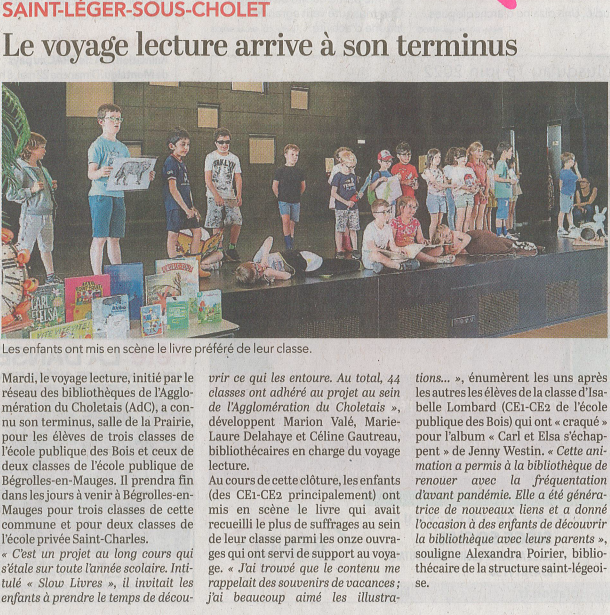 SAINT-LÉGER-SOUS-CHOLET
Le voyage lecture arrive à son terminus
CARL
ELSA
Les enfants ont mis en scène le livre préféré de leur classe.
Mardi, le voyage lecture, initié par le
réseau des bibliothèques de l'Agglo-
mération du Choletais (AdC), a con-
nu son terminus, salle de la Prairie,
pour les élèves de trois classes de
l'école publique des Bois et ceux de
deux classes de l'école publique de
Bégrolles-en-Mauges. Il prendra fin
dans les jours à venir à Bégrolles-en-
Mauges pour trois classes de cette
commune et pour deux classes de
l'école privée Saint-Charles.
« C'est un projet au long cours qui
s'étale sur toute l'année scolaire. Inti-
tulé « Slow Livres », il invitait les
enfants à prendre le temps de décou-
vrir ce qui les entoure. Au total, 44
classes ont adhéré au projet au sein
de l'Agglomération du Choletais »,
développent Marion Valé, Marie-
Laure Delahaye et Céline Gautreau,
bibliothécaires en charge du voyage
lecture.
Au cours de cette clôture, les enfants
(des CE1-CE2 principalement) ont
mis en scène le livre qui avait
recueilli le plus de suffrages au sein
de leur classe parmi les onze ouvra-
ges qui ont servi de support au voya-
ge. « J'ai trouvé que le contenu me
rappelait des souvenirs de vacances ;
j'ai beaucoup aimé les illustra-
tions... », énumèrent les uns après
les autres les élèves de la classe d'Isa-
belle Lombard (CE1-CE2 de l'école
publique des Bois) qui ont « craqué »
pour l'album « Carl et Elsa s'échap-
pent » de Jenny Westin. « Cette ani-
mation a permis à la bibliothèque de
renouer avec la fréquentation
d'avant pandémie. Elle a été généra-
trice de nouveaux liens et a donné
l'occasion à des enfants de découvrir
la bibliothèque avec leurs parents »,
souligne Alexandra Poirier, biblio-
thécaire de la structure saint-légeoi-
se.